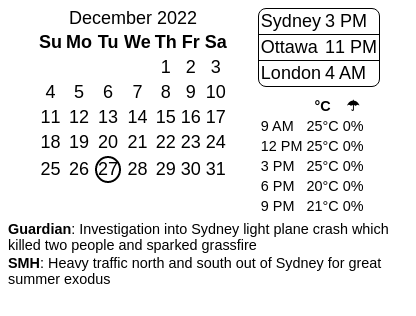 December 2022
Su Mo Tu We Th Fr Sa
1 2 3
4 5 6 7 8 9 10
11 12 13 14 15 16 17
18 19 20 21 22 23 24
25 26 27 28 29 30 31
Sydney 3 PM
Ottawa 11 PM
London 4 AM
°C ☂
9 AM 25°C 0%
12 PM 25°C 0%
3 PM 25°C 0%
6 PM 20°C 0%
9 PM 21°C 0%
Guardian: Investigation into Sydney light plane crash which
killed two people and sparked grassfire
SMH: Heavy traffic north and south out of Sydney for great
summer exodus